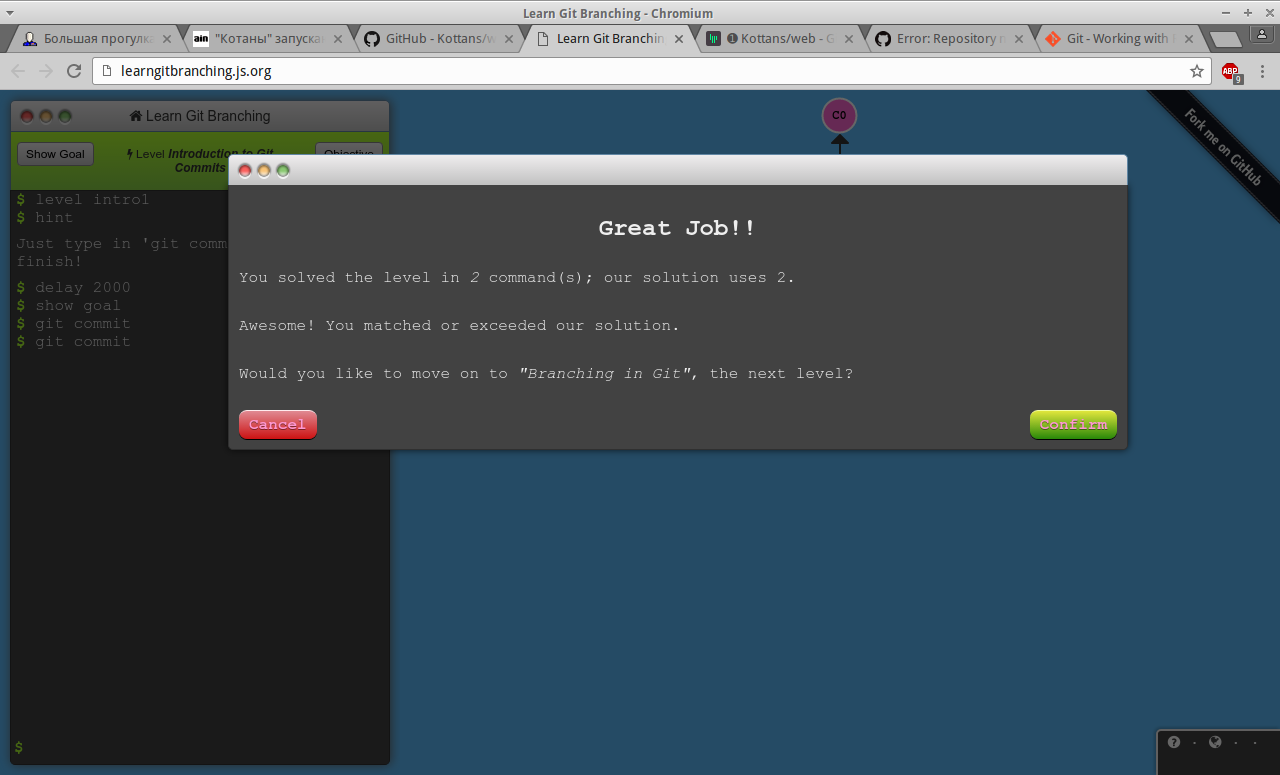 Learn Git Branching - Chromium
Большая прогулк
"Котаны" запуска
GitHub - Kottans/w
Learn Git Branchin
Kottans/web - G
Error: Repository n
Git - Working with
learngitbranching.js.org
ABP
9
Learn Git Branching
C0
Fork me on GitHub
Show Goal
Level Introduction to Git
Commits
Objective
$ level intro1
$ hint
Just type in 'git comm
finish!
$ delay 2000
$ show goal
$ git commit
$ git commit
Great Job!!
You solved the level in 2 command(s); our solution uses 2.
Awesome! You matched or exceeded our solution.
Would you like to move on to "Branching in Git", the next level?
Cancel
Confirm
$